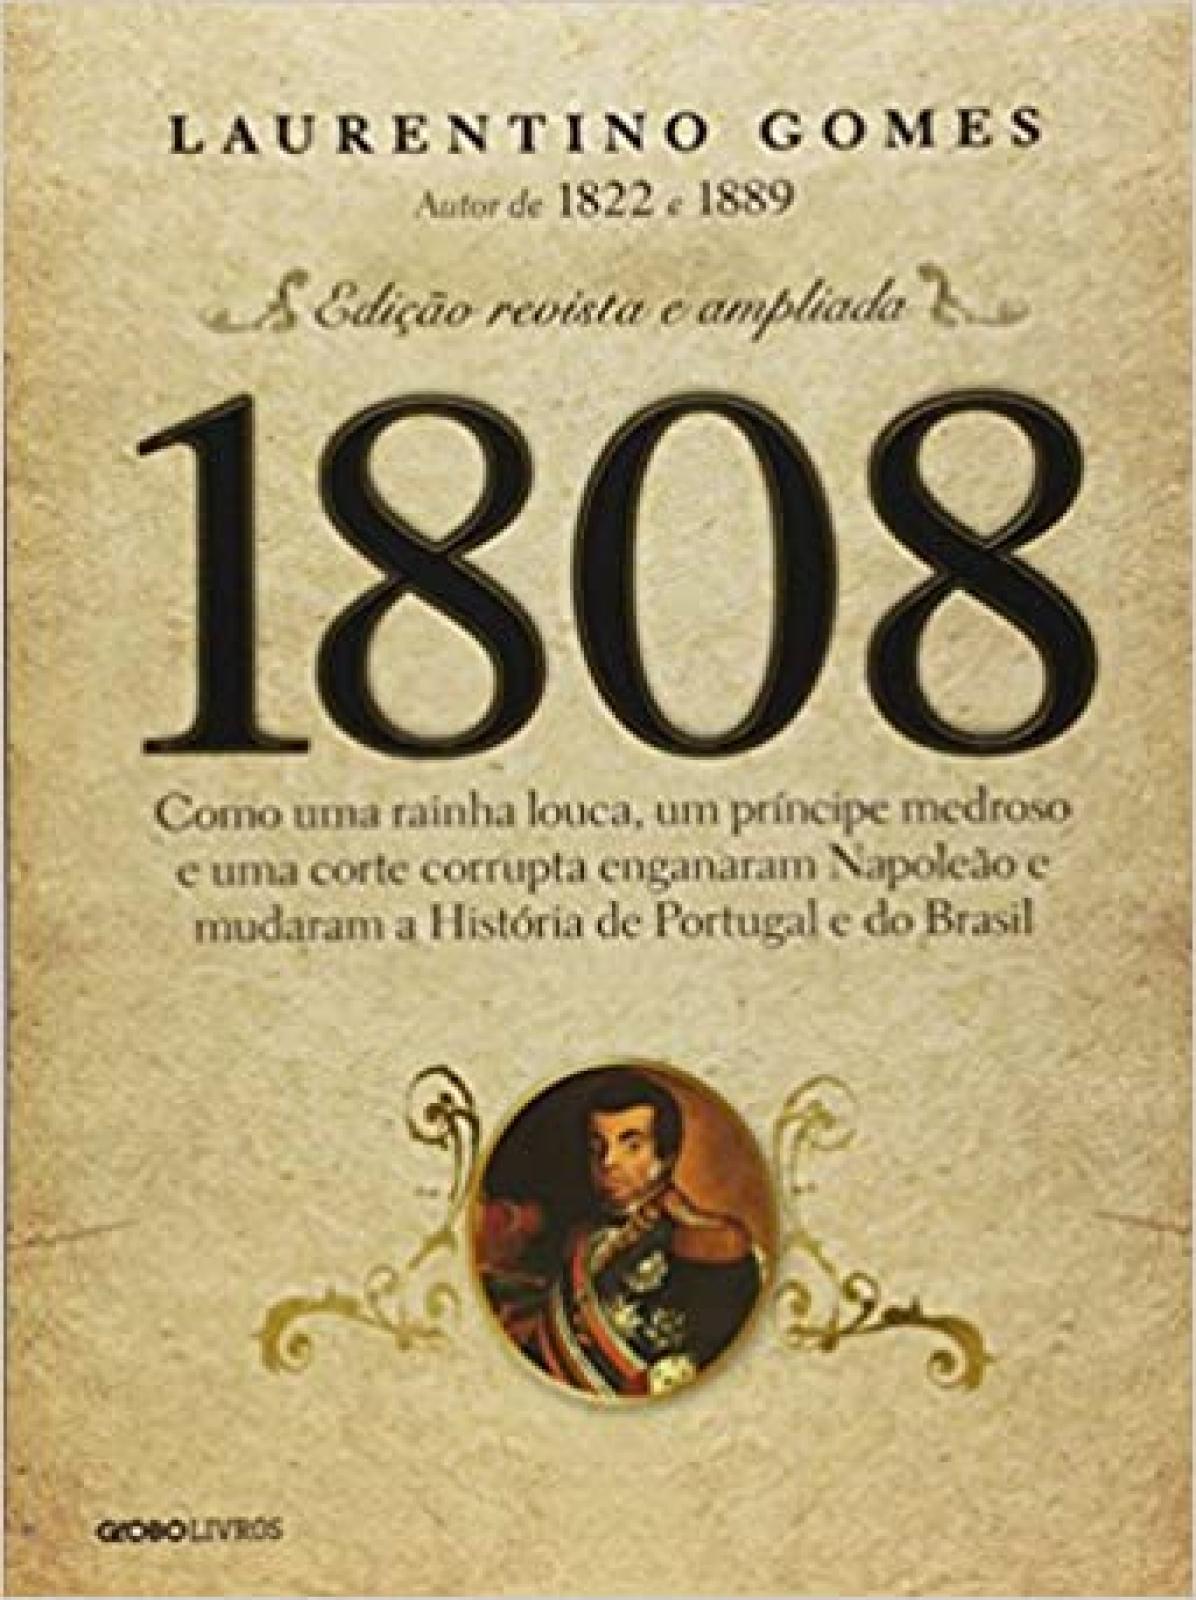 LAURENTINO GOMES
Autor de 1822 e 1889
Edição revista e ampliada
1808
Como uma rainha louca, um príncipe medroso
e uma corte corrupta enganaram Napoleão e
mudaram a História de Portugal e do Brasil
GLOBOLIVROS